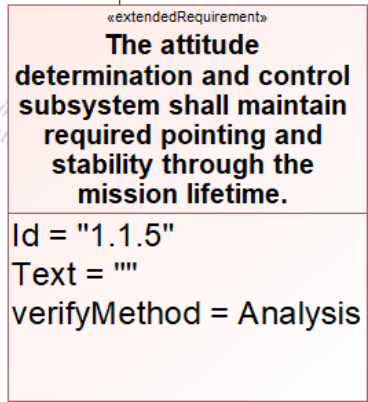 «extendedRequirement»
The attitude
determination and control
subsystem shall maintain
required pointing and
stability through the
mission lifetime.
Id = "1.1.5"
Text = ""
verifyMethod = Analysis